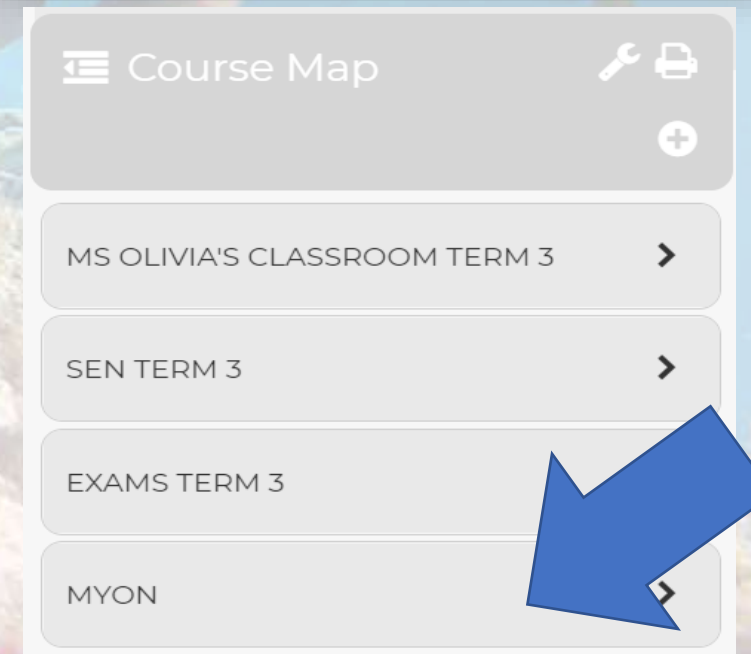 Course Map
MS OLIVIA'S CLASSROOM TERM 3
SEN TERM 3
EXAMS TERM 3
MYON